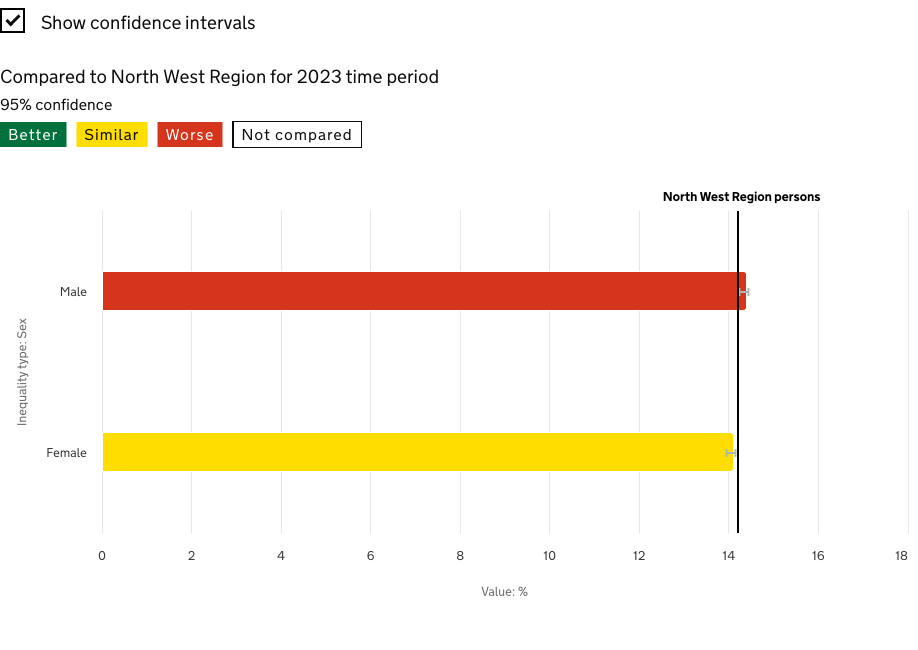 Show confidence intervals
Compared to North West Region for 2023 time period
95% confidence
Better Similar Worse Not compared
North West Region persons
Male
Inequality type: Sex
Female
0 2 4 6 8 10 12 14 16 18
Value: %